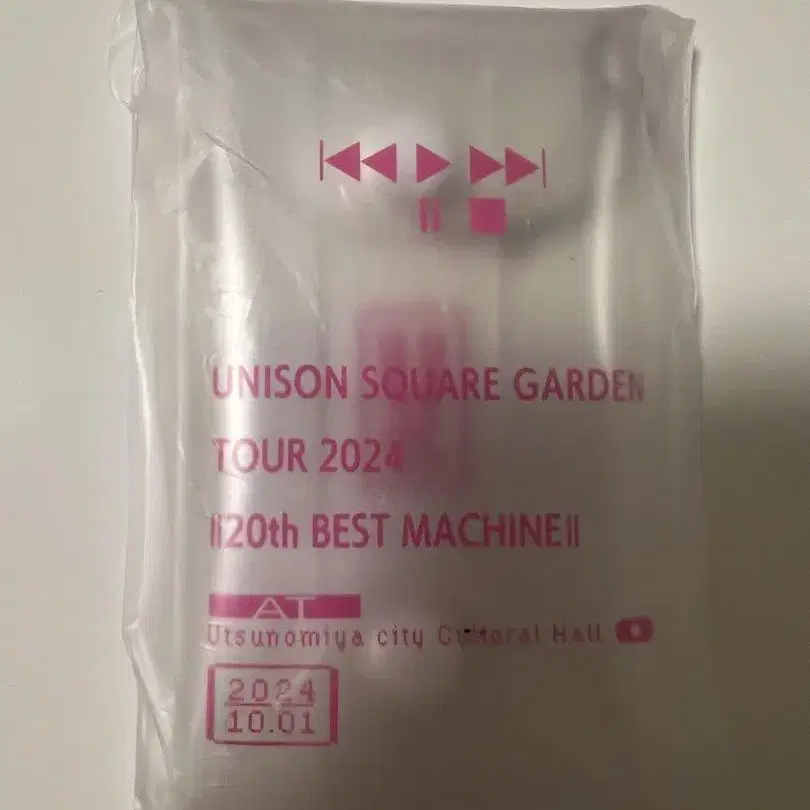 UNISON SQUARE GARDEN
TOUR 2024
||20th BEST MACHINE||
AT
Utsunomiya city Cultural Hall
2024
10.01